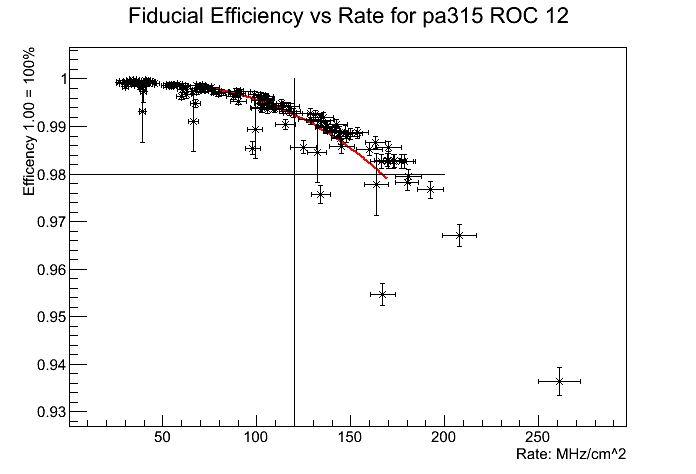 Fiducial Efficiency vs Rate for pa315 ROC 12
Efficency 1.00 = 100%
1
0.99
0.98
0.97
0.96
0.95
0.94
0.93
50 100 150 200 250
Rate: MHz/cm^2